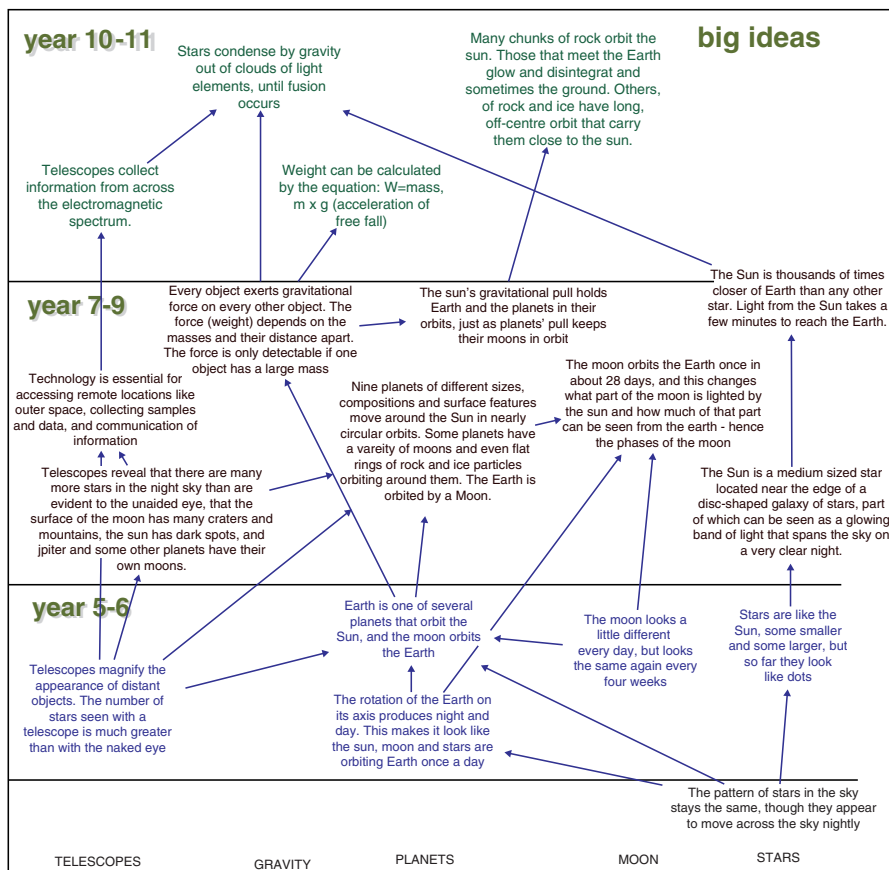 year 10-11
big ideas
Stars condense by gravity
out of clouds of light
elements, until fusion
occurs
Many chunks of rock orbit the
sun. Those that meet the Earth
glow and disintegrat and
sometimes the ground. Others,
of rock and ice have long,
off-centre orbit that carry
them close to the sun.
Telescopes collect
information from across
the electromagnetic
spectrum.
Weight can be calculated
by the equation: W=mass,
m x g (acceleration of
free fall)
year 7-9
Every object exerts gravitational
force on every other object. The
force (weight) depends on the
masses and their distance apart.
The force is only detectable if one
object has a large mass
The sun's gravitational pull holds
Earth and the planets in their
orbits, just as planets' pull keeps
their moons in orbit
The Sun is thousands of times
closer of Earth than any other
star. Light from the Sun takes a
few minutes to reach the Earth.
Technology is essential for
accessing remote locations like
outer space, collecting samples
and data, and communication of
information
Nine planets of different sizes,
compositions and surface features
move around the Sun in nearly
circular orbits. Some planets have
a vareity of moons and even flat
rings of rock and ice particles
orbiting around them. The Earth is
orbited by a Moon.
The moon orbits the Earth once in
about 28 days, and this changes
what part of the moon is lighted by
the sun and how much of that part
can be seen from the earth - hence
the phases of the moon
Telescopes reveal that there are many
more stars in the night sky than are
evident to the unaided eye, that the
surface of the moon has many craters and
mountains, the sun has dark spots, and
jpiter and some other planets have their
own moons.
The Sun is a medium sized star
located near the edge of a
disc-shaped galaxy of stars, part
of which can be seen as a glowing
band of light that spans the sky on
a very clear night.
year 5-6
Earth is one of several
planets that orbit the
Sun, and the moon orbits
the Earth
The moon looks a
little different
every day, but looks
the same again every
four weeks
Stars are like the
Sun, some smaller
and some larger, but
so far they look
like dots
Telescopes magnify the
appearance of distant
objects. The number of
stars seen with a
telescope is much greater
than with the naked eye
The rotation of the Earth on
its axis produces night and
day. This makes it look like
the sun, moon and stars are
orbiting Earth once a day
The pattern of stars in the sky
stays the same, though they appear
to move across the sky nightly
TELESCOPES
GRAVITY
PLANETS
MOON
STARS